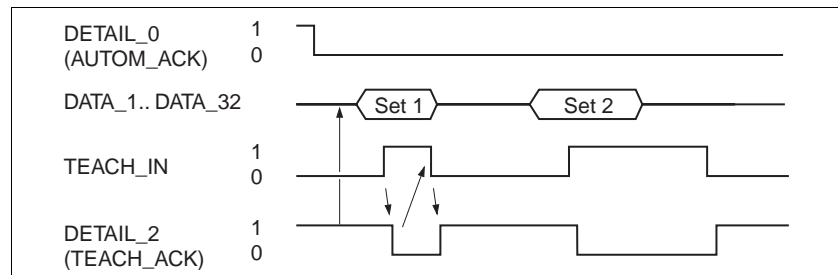 DETAIL_0 1
(AUTOM_ACK) 0
DATA_1.. DATA_32 Set 1 Set 2
TEACH_IN 1
0
DETAIL_2 1
(TEACH_ACK) 0